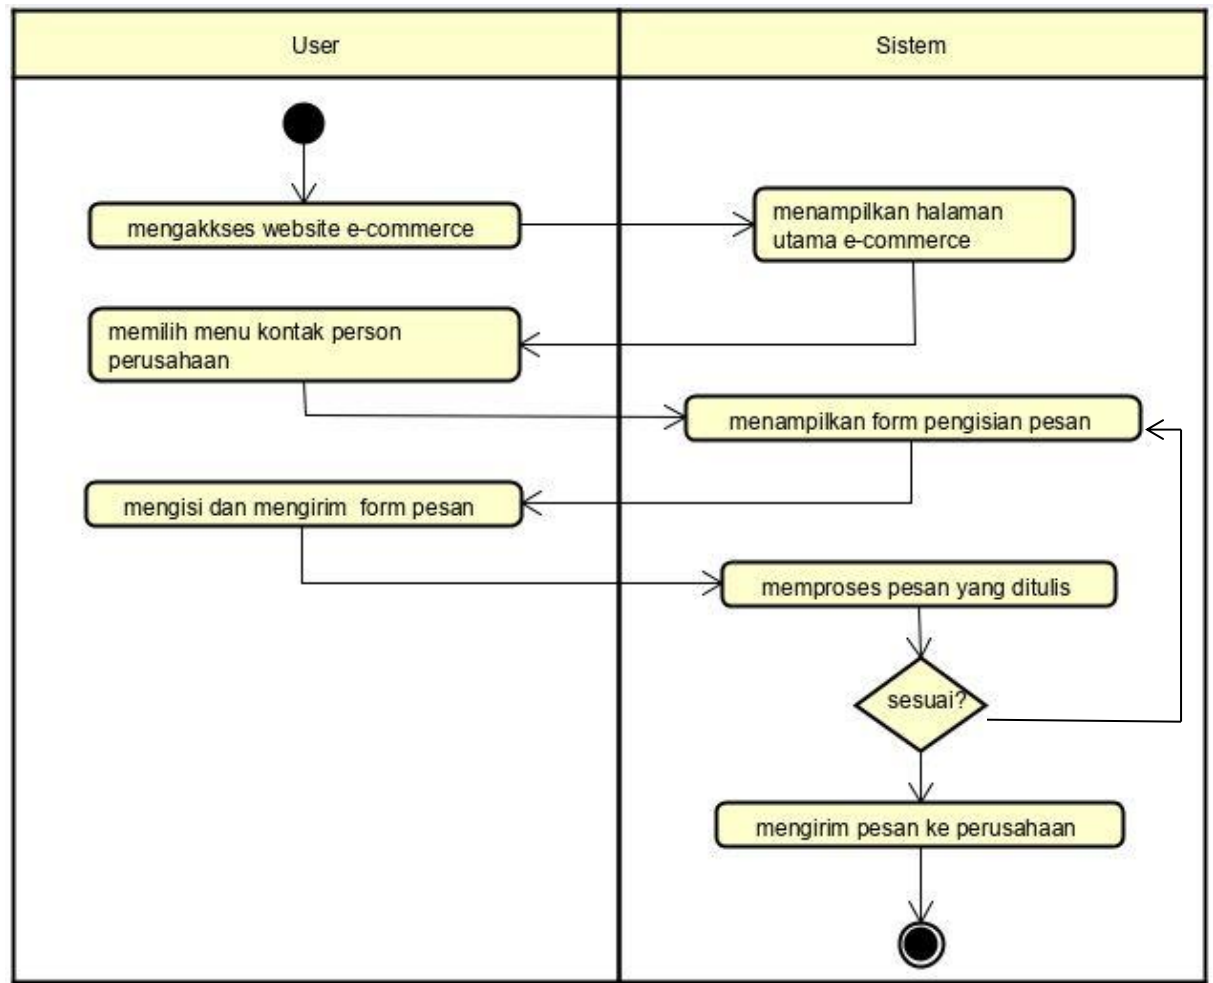 User
Sistem
mengakkses website e-commerce
menampilkan halaman
utama e-commerce
memilih menu kontak person
perusahaan
menampilkan form pengisian pesan
mengisi dan mengirim  form pesan
memproses pesan yang ditulis
sesuai?
mengirim pesan ke perusahaan